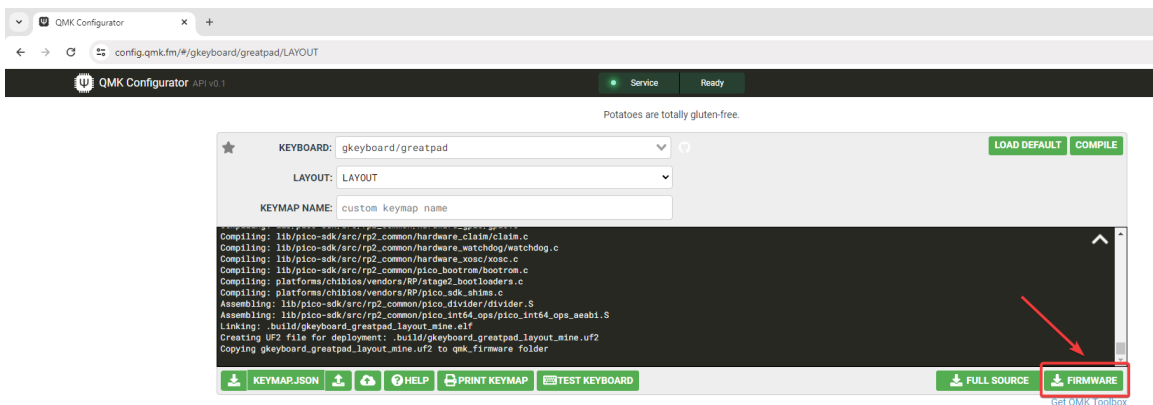 QMK Configurator
config.qmk.fm/#/gkeyboard/greatpad/LAYOUT
QMK Configurator API v0.1
Service Ready
Potatoes are totally gluten-free.
KEYBOARD: gkeyboard/greatpad
LOAD DEFAULT COMPILE
LAYOUT: LAYOUT
KEYMAP NAME: custom keymap name
Compiling: lib/pico-sdk/src/rp2_common/hardware_claim/claim.c
Compiling: lib/pico-sdk/src/rp2_common/hardware_watchdog/watchdog.c
Compiling: lib/pico-sdk/src/rp2_common/hardware_xosc/xosc.c
Compiling: lib/pico-sdk/src/rp2_common/pico_bootrom/bootrom.c
Compiling: platforms/chibios/vendors/RP/stage2_bootloaders.c
Compiling: platforms/chibios/vendors/RP/pico_sdk_shims.c
Assembling: lib/pico-sdk/src/rp2_common/pico_divider/divider.S
Assembling: lib/pico-sdk/src/rp2_common/pico_int64_ops/pico_int64_ops_aeabi.S
Linking: .build/gkeyboard_greatpad_layout_mine.elf
Creating UF2 file for deployment: .build/gkeyboard_greatpad_layout_mine.uf2
Copying gkeyboard_greatpad_layout_mine.uf2 to qmk_firmware folder
KEYMAP.JSON HELP PRINT KEYMAP TEST KEYBOARD FULL SOURCE FIRMWARE
Get QMK Toolbox